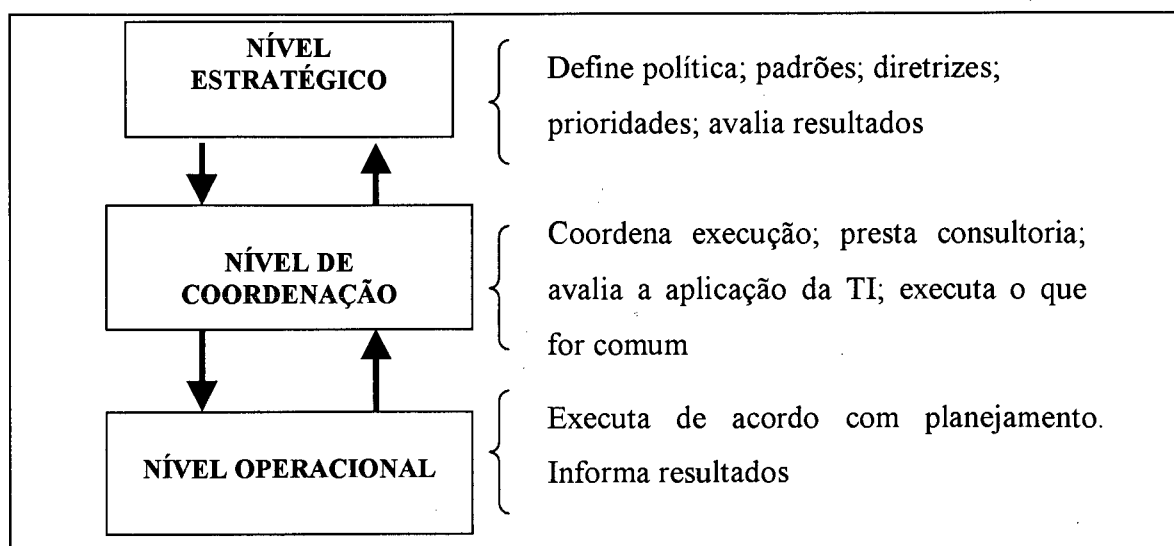 NÍVEL
ESTRATÉGICO
Define política; padrões; diretrizes;
prioridades; avalia resultados
NÍVEL DE
COORDENAÇÃO
Coordena execução; presta consultoria;
avalia a aplicação da TI; executa o que
for comum
NÍVEL OPERACIONAL
Executa de acordo com planejamento.
Informa resultados